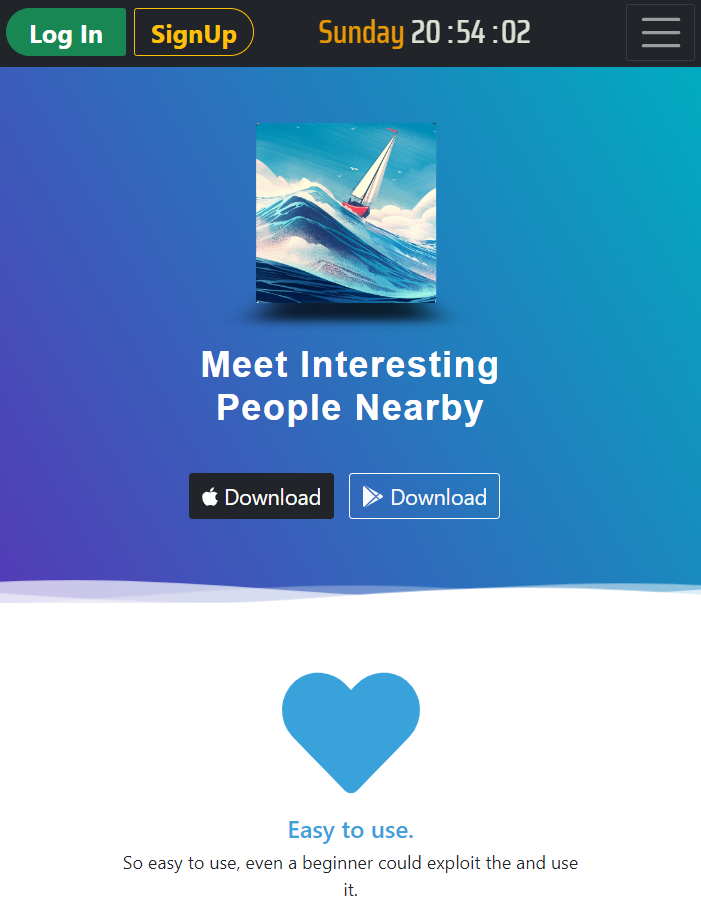 Log In SignUp Sunday 20 :54 :02
Meet Interesting
People Nearby
Download Download
Easy to use.
So easy to use, even a beginner could exploit the and use
it.